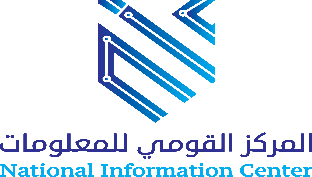 المركز القومي للمعلومات
National Information Center